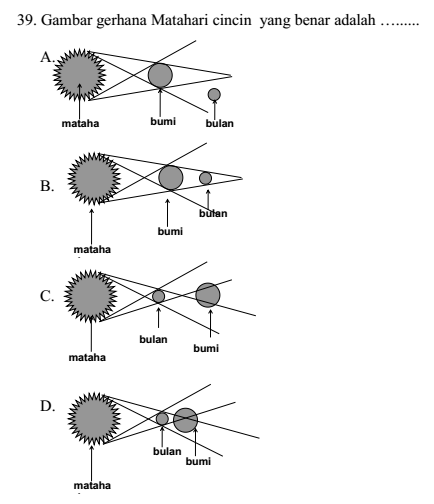 39. Gambar gerhana Matahari cincin yang benar adalah ….......
A.
mataha
bumi
bulan
B.
bulan
bumi
mataha
C.
bulan
bumi
mataha
D.
bulan
bumi
mataha